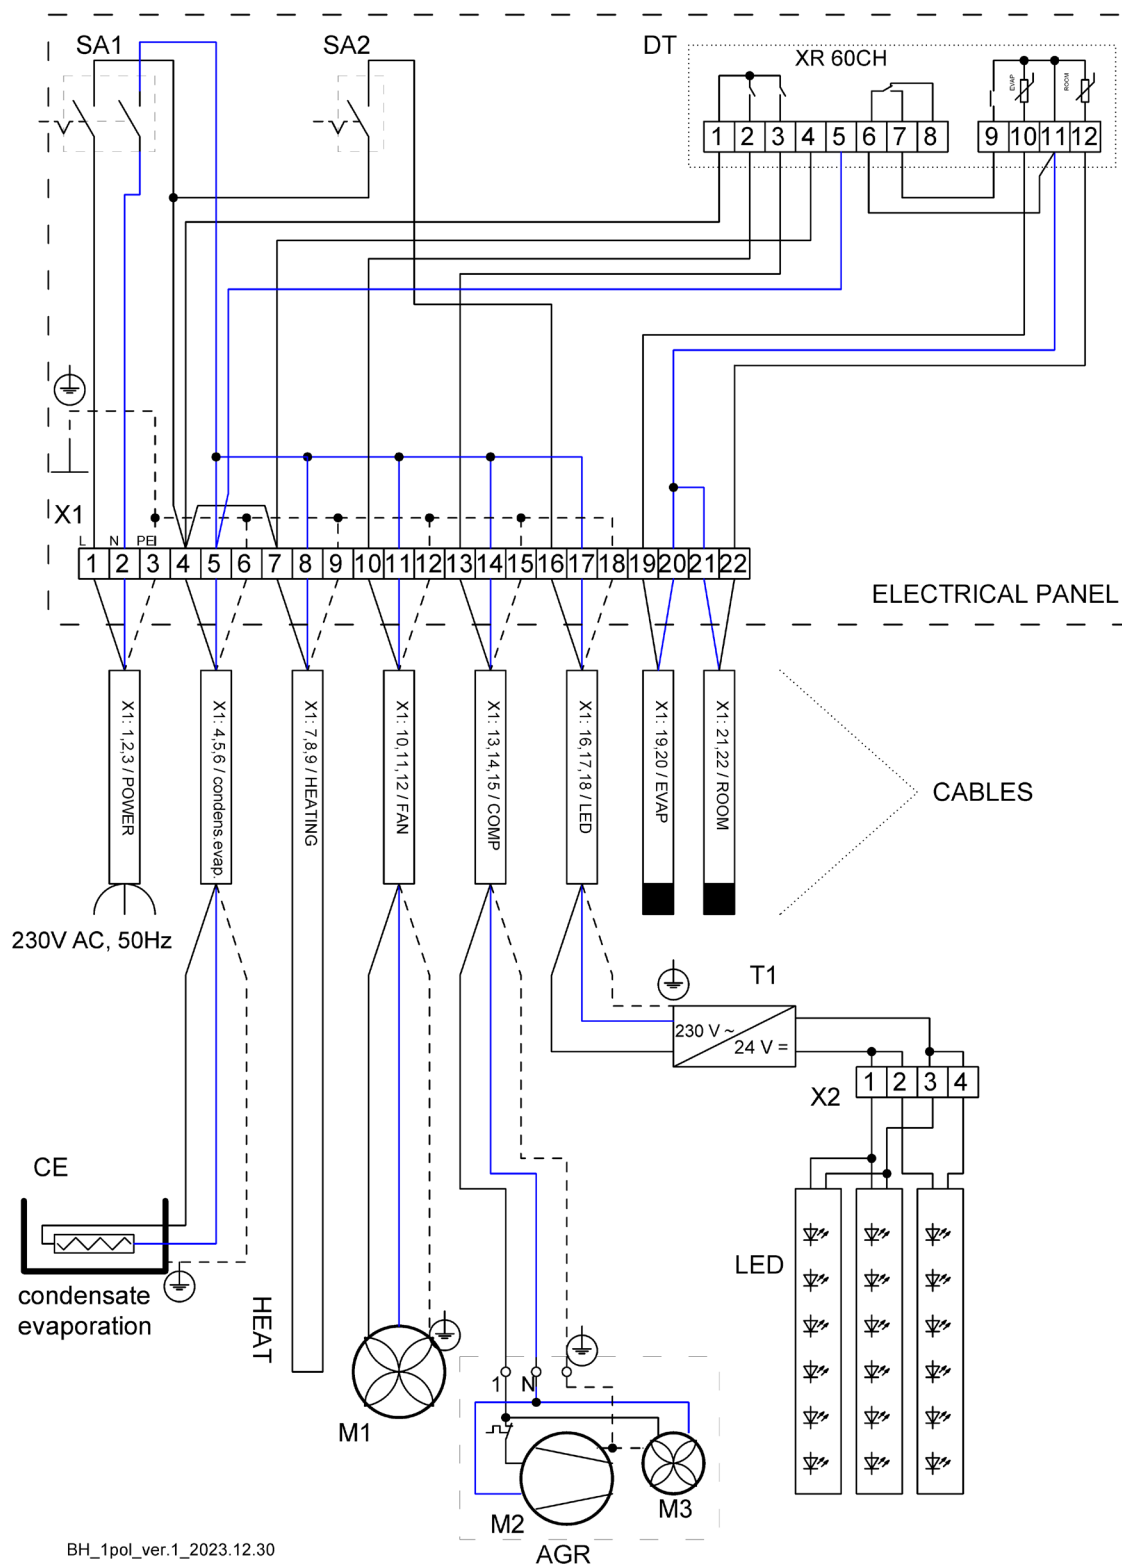 SA1
SA2
DT
XR 60CH
EVAP
ROOM
1 2 3 4 5 6 7 8
9 10 11 12
X1
L N PE
1 2 3 4 5 6 7 8 9 10 11 12 13 14 15 16 17 18 19 20 21 22
ELECTRICAL PANEL
X1: 1,2,3 / POWER
X1: 4,5,6 / condens.evap.
X1: 7,8,9 / HEATING
X1: 10,11,12 / FAN
X1: 13,14,15 / COMP
X1: 16,17,18 / LED
X1: 19,20 / EVAP
X1: 21,22 / ROOM
CABLES
230V AC, 50Hz
T1
230 V ~
24 V =
X2
1 2 3 4
CE
condensate
evaporation
HEAT
LED
M1
1 N
M2
M3
AGR
BH_1pol_ver.1_2023.12.30